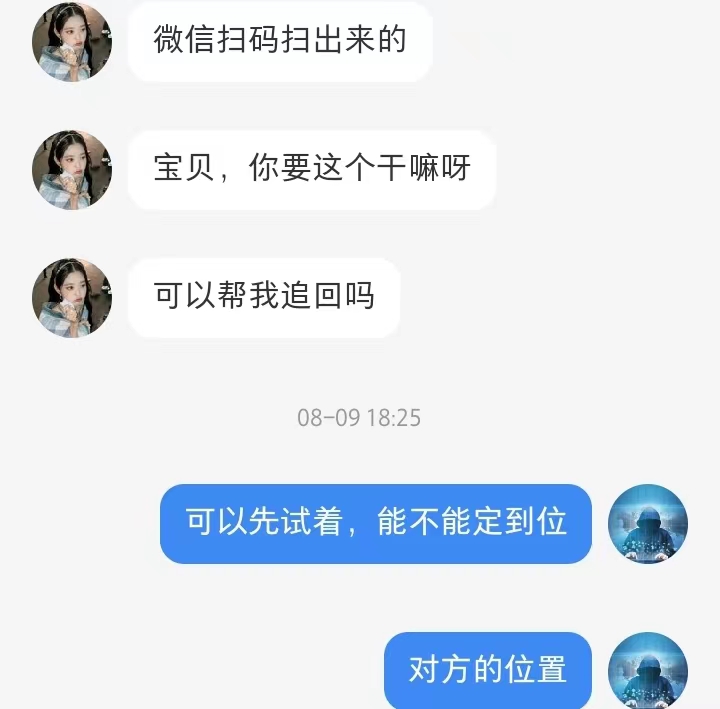 微信扫码扫出来的
宝贝，你要这个干嘛呀
可以帮我追回吗
08-09 18:25
可以先试着，能不能定到位
对方的位置